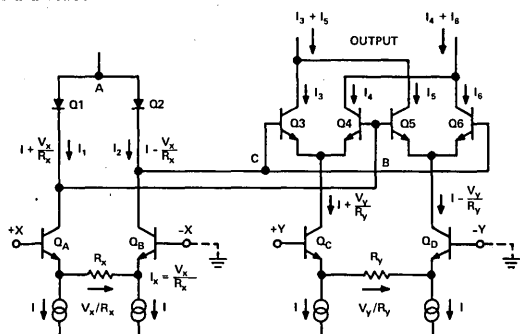 I3 + I5
I4 + I6
OUTPUT
A
Q1
Q2
I3
I4
I5
I6
Q3
Q4
Q5
Q6
I + Vx/Rx
I1
I2
I - Vx/Rx
C
B
I + Vy/Ry
I - Vy/Ry
+X
QA
QB
-X
+Y
QC
QD
-Y
Rx
Ix = Vx/Rx
Ry
I
Vx/Rx
I
I
Vy/Ry
I